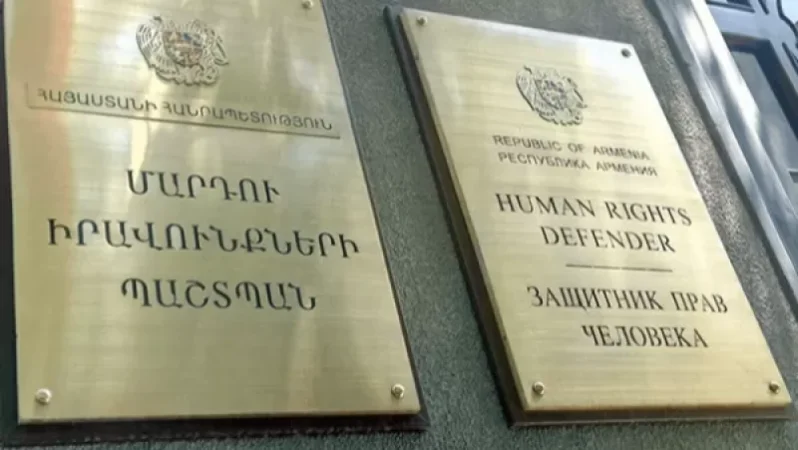 ՀԱՅԱՍՏԱՆԻ ՀԱՆՐԱՊԵՏՈՒԹՅՈՒՆ
ՄԱՐԴՈՒ
ԻՐԱՎՈՒՆՔՆԵՐԻ
ՊԱՇՏՊԱՆ
REPUBLIC OF ARMENIA
РЕСПУБЛИКА АРМЕНИЯ
HUMAN RIGHTS
DEFENDER
ЗАЩИТНИК ПРАВ
ЧЕЛОВЕКА